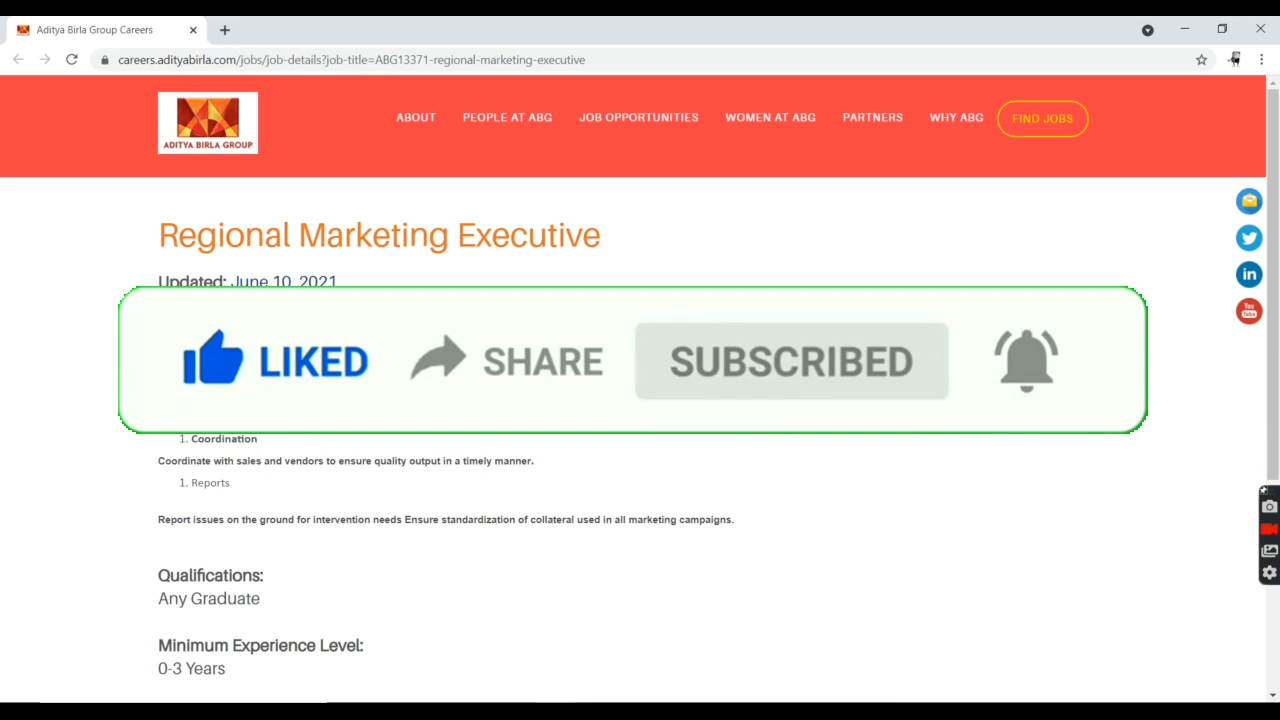 Aditya Birla Group Careers
careers.adityabirla.com/jobs/job-details?job-title=ABG13371-regional-marketing-executive
ADITYA BIRLA GROUP
ABOUT PEOPLE AT ABG JOB OPPORTUNITIES WOMEN AT ABG PARTNERS WHY ABG FIND JOBS
Regional Marketing Executive
Updated: June 10, 2021
in
You Tube
LIKED SHARE SUBSCRIBED
1. Coordination
Coordinate with sales and vendors to ensure quality output in a timely manner.
1. Reports
Report issues on the ground for intervention needs Ensure standardization of collateral used in all marketing campaigns.
Qualifications:
Any Graduate
Minimum Experience Level:
0-3 Years